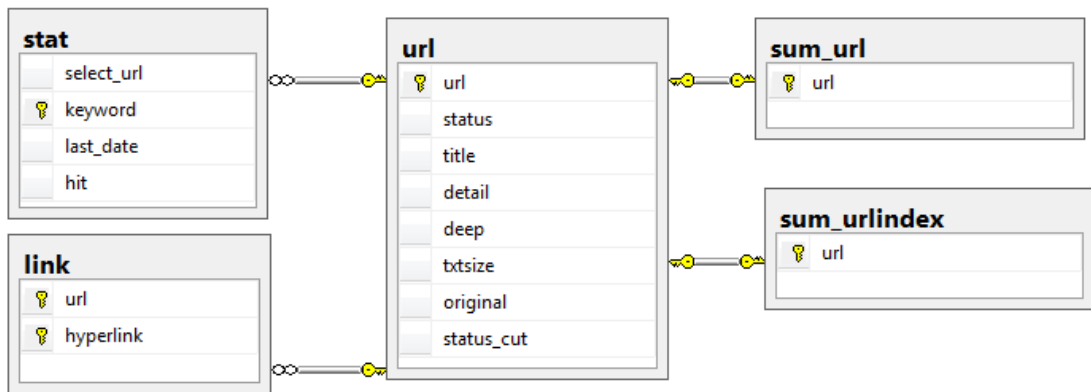 stat
select_url
keyword
last_date
hit
link
url
hyperlink
url
url
status
title
detail
deep
txtsize
original
status_cut
sum_url
url
sum_urlindex
url